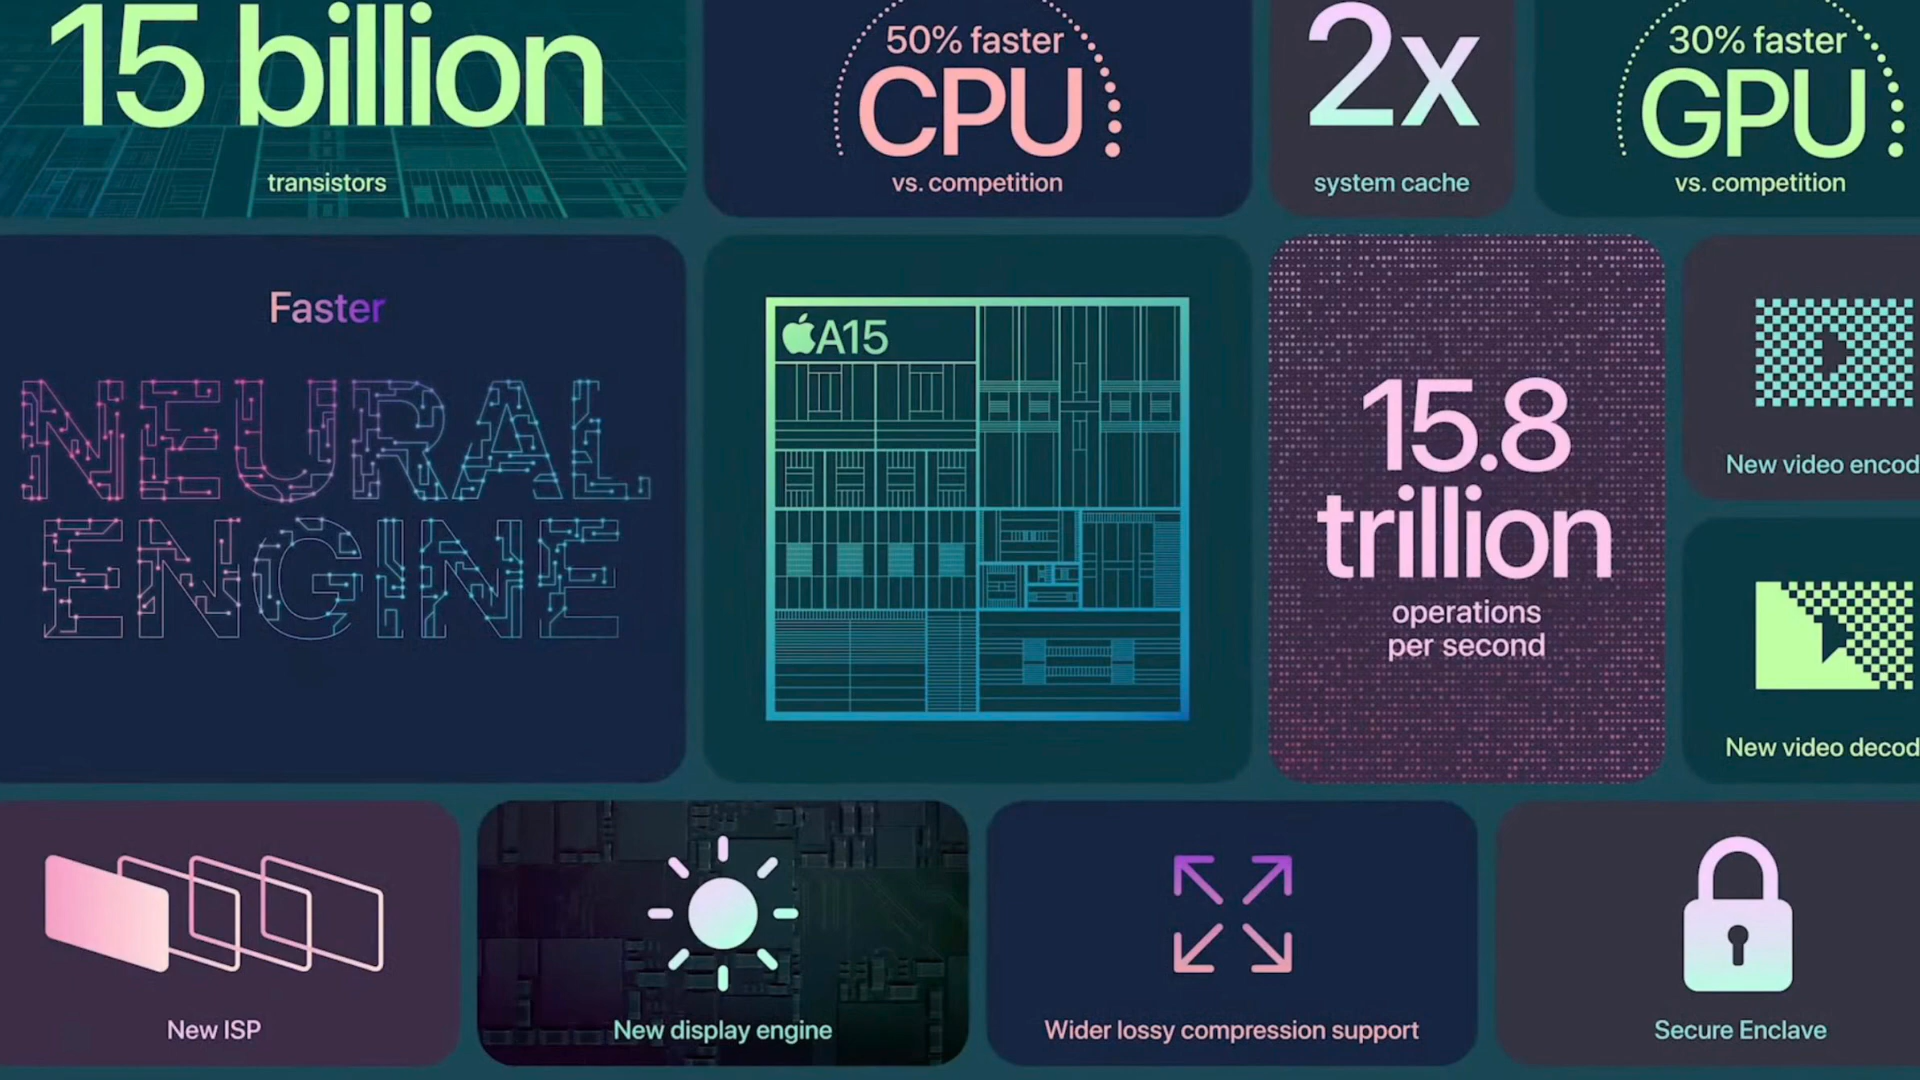 15 billion
transistors
50% faster
CPU
vs. competition
2x
system cache
30% faster
GPU
vs. competition
Faster
NEURAL
ENGINE
A15
15.8
trillion
operations
per second
New video encod
New video decod
New ISP
New display engine
Wider lossy compression support
Secure Enclave